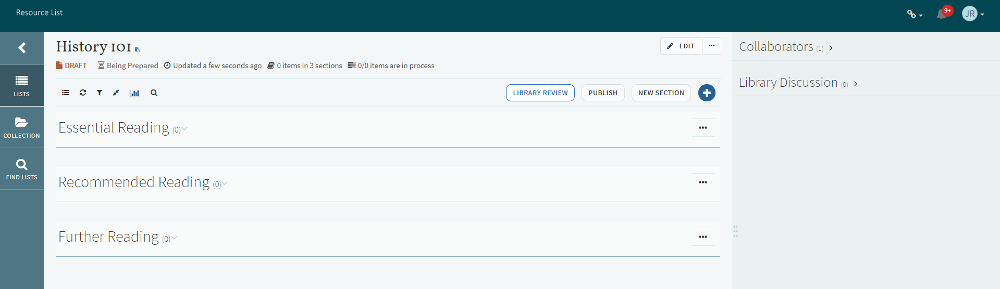 Resource List
9+
JR
LISTS
COLLECTION
FIND LISTS
History 101
EDIT
DRAFT Being Prepared Updated a few seconds ago 0 items in 3 sections 0/0 items are in process
LIBRARY REVIEW PUBLISH NEW SECTION
Essential Reading (0)
Recommended Reading (0)
Further Reading (0)
Collaborators (1)
Library Discussion (0)